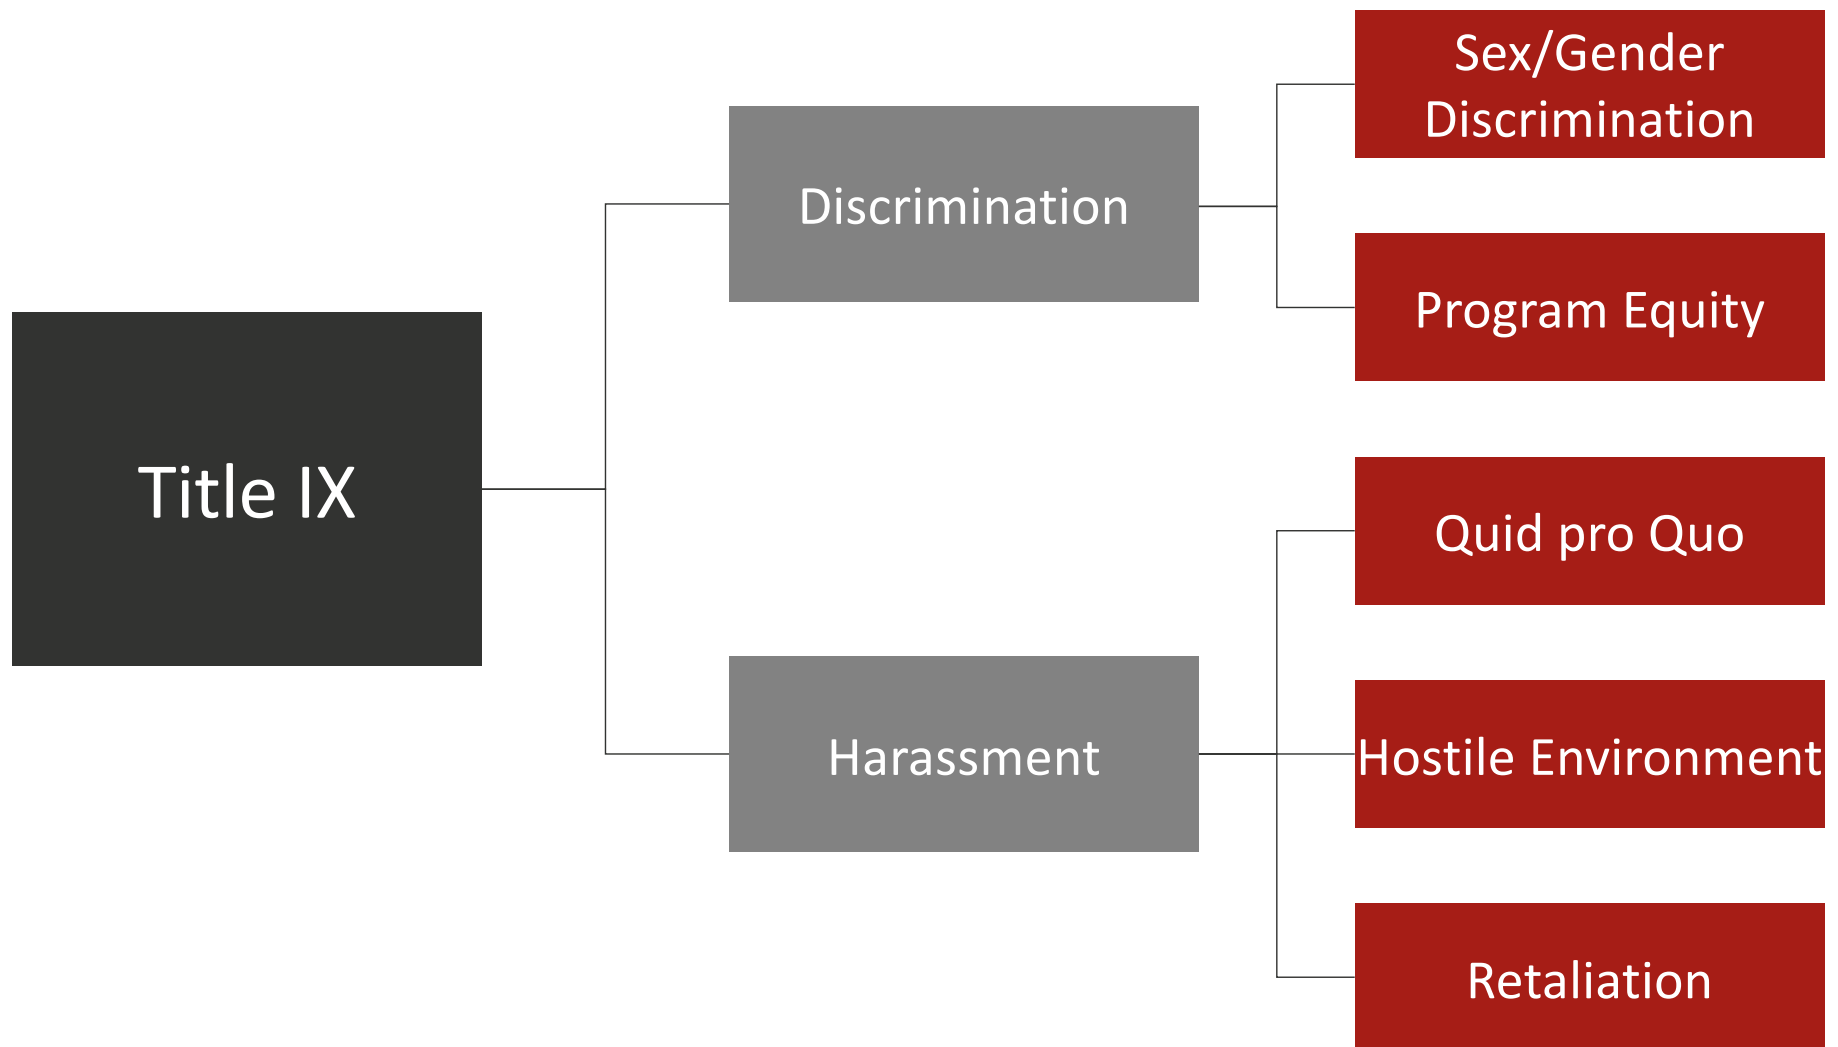 Title IX
Discrimination
Sex/Gender
Discrimination
Program Equity
Harassment
Quid pro Quo
Hostile Environment
Retaliation